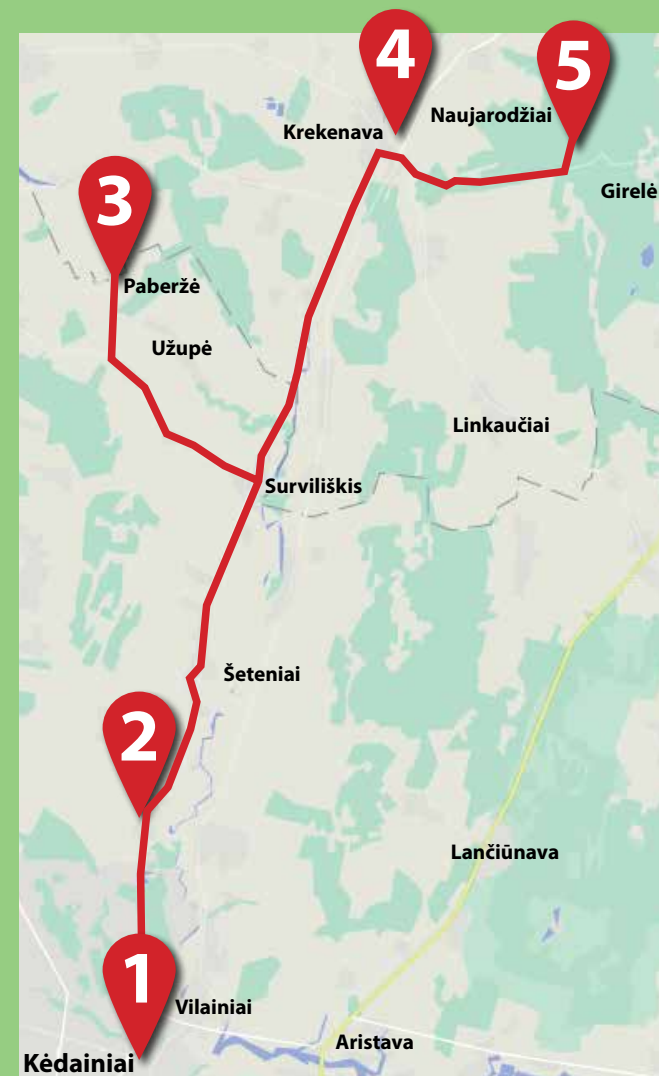 4
5
Naujarodžiai
Krekenava
3
Girelė
Paberžė
Užupė
Linkaučiai
Surviliškis
Šeteniai
2
Lančiūnava
1
Vilainiai
Aristava
Kėdainiai